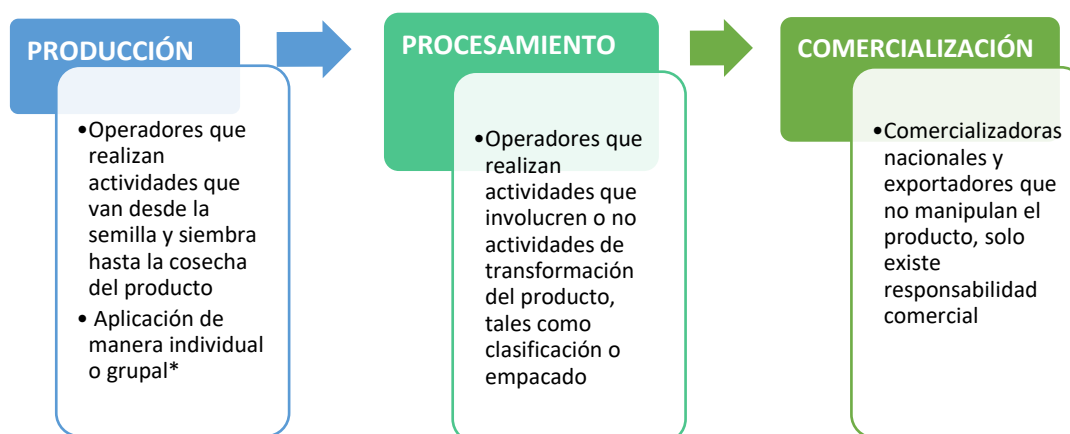 PRODUCCIÓN
•Operadores que
realizan
actividades que
van desde la
semilla y siembra
hasta la cosecha
del producto
• Aplicación de
manera individual
o grupal*
PROCESAMIENTO
•Operadores que
realizan
actividades que
involucren o no
actividades de
transformación
del producto,
tales como
clasificación o
empacado
COMERCIALIZACIÓN
•Comercializadoras
nacionales y
exportadores que
no manipulan el
producto, solo
existe
responsabilidad
comercial